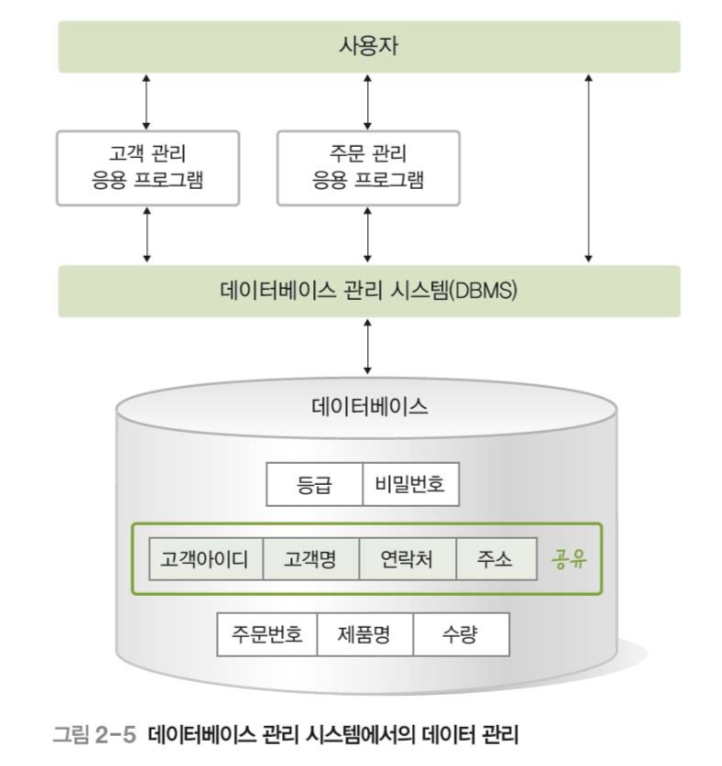 사용자
고객 관리
응용 프로그램
주문 관리
응용 프로그램
데이터베이스 관리 시스템(DBMS)
데이터베이스
등급 비밀번호
고객아이디 고객명 연락처 주소 공유
주문번호 제품명 수량
그림 2-5 데이터베이스 관리 시스템에서의 데이터 관리